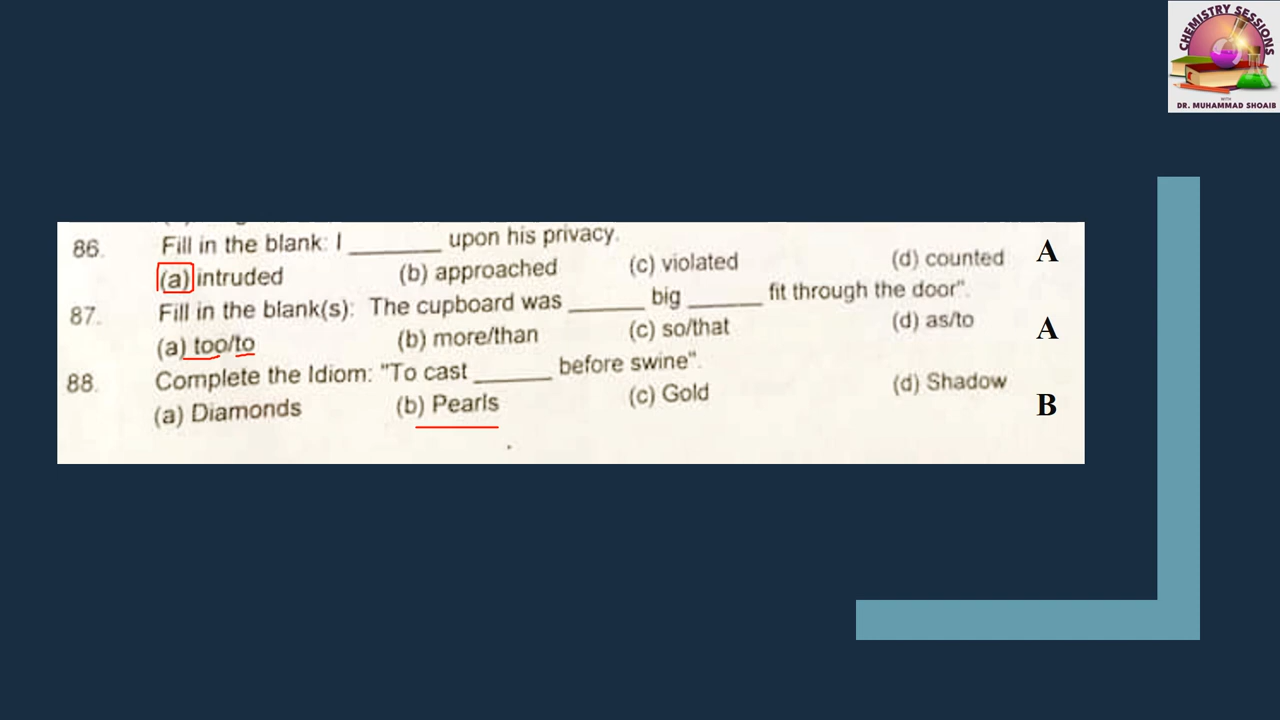 CHEMISTRY SESSIONS
WITH
DR. MUHAMMAD SHOAIB
86. Fill in the blank: I _______ upon his privacy.
(a) intruded (b) approached (c) violated (d) counted A
87. Fill in the blank(s): The cupboard was ______ big ______ fit through the door".
(a) too/to (b) more/than (c) so/that (d) as/to A
88. Complete the Idiom: "To cast ______ before swine".
(a) Diamonds (b) Pearls (c) Gold (d) Shadow B